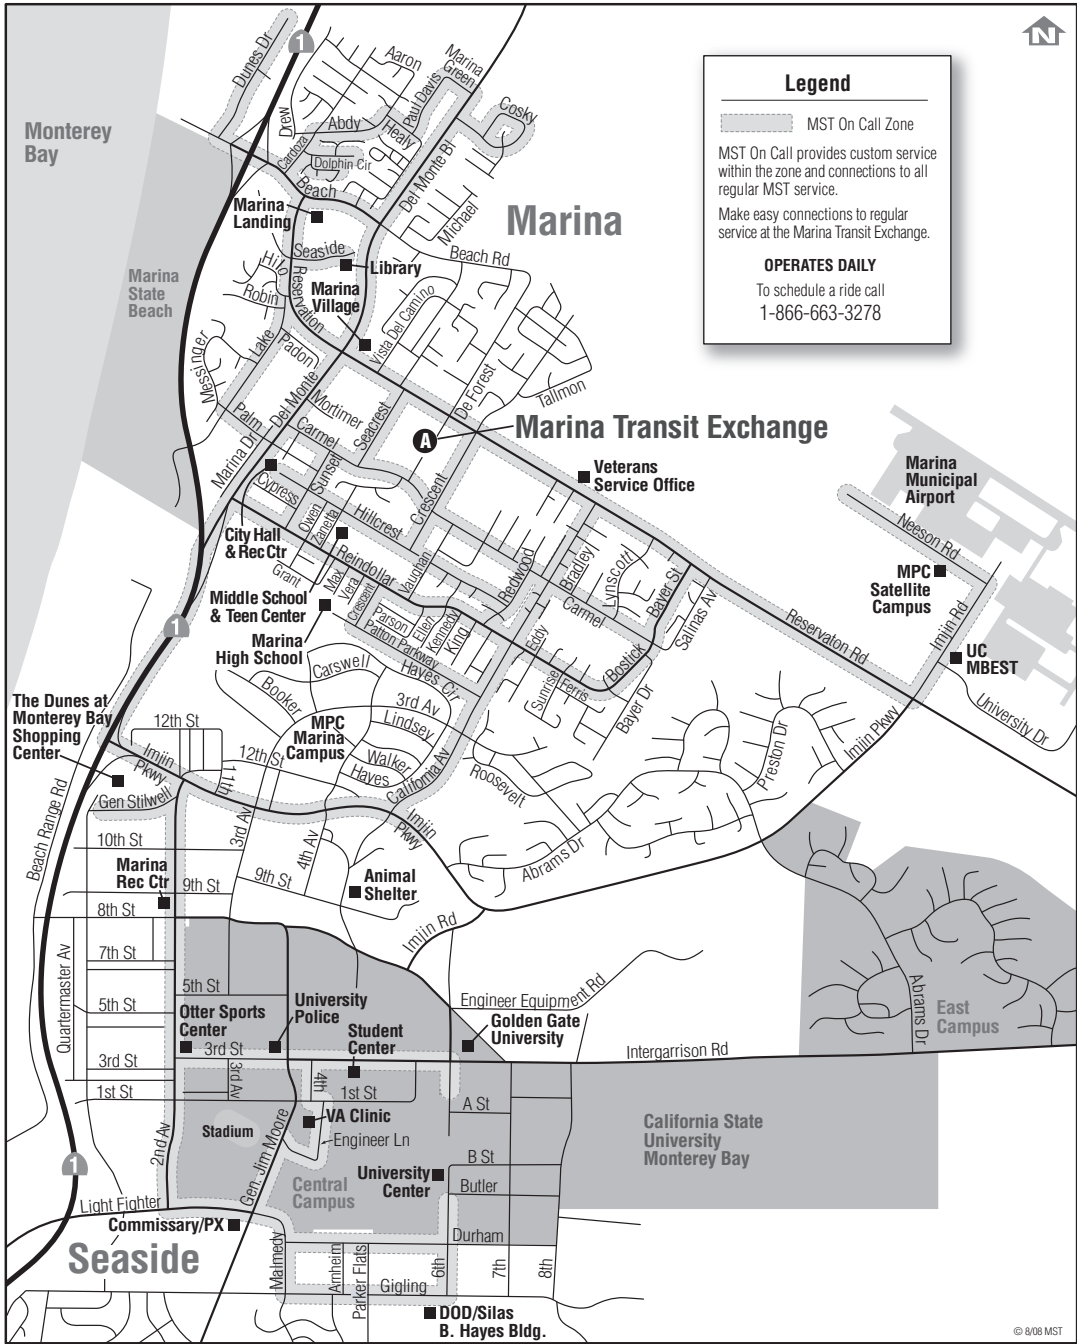 1
N
Dunes Dr
Aaron
Marina
Green
Paul Davis
Cosky
Drew
Abdy
Healy
Cardoza
Dolphin Cir
Del Monte Bl
Monterey
Bay
Beach
Marina
Landing
Michael
Marina
Legend
MST On Call Zone
MST On Call provides custom service
within the zone and connections to all
regular MST service.
Make easy connections to regular
service at the Marina Transit Exchange.
OPERATES DAILY
To schedule a ride call
1-866-663-3278
Seaside
Library
Beach Rd
Hilo
Robin
Reservation
Marina
Village
Marina
State
Beach
Vista Del Camino
Messinger
Lake
Padon
De Forest
Tallmon
Palm
Del Monte
Mortimer
Seacrest
Carmel
A
Marina Transit Exchange
Marina Dr
Sunset
Veterans
Service Office
Marina
Municipal
Airport
Cypress
Owen
Zanetta
Hillcrest
Crescent
Neeson Rd
City Hall
& Rec Ctr
Reindollar
Grant
Max
Vera
Crescent
Vaughan
Redwood
Bradley
Lynscott
Bayer St
Salinas Av
MPC
Satellite
Campus
Imjin Rd
Middle School
& Teen Center
Parson
Ellen
Kennedy
King
Patton Parkway
Carmel
Eddy
Bostick
Reservaton Rd
1
Marina
High School
Hayes Cir
Sunrise
Ferris
Bayer Dr
UC
MBEST
University Dr
Carswell
Booker
3rd Av
Lindsey
MPC
Marina
Campus
Walker
Hayes
California Av
Roosevelt
Preston Dr
Imjin Pkwy
The Dunes at
Monterey Bay
Shopping
Center
12th St
Imjin
Pkwy
12th St
11th
Gen Stilwell
Imjin
Pkwy
Beach Range Rd
3rd Av
4th Av
10th St
Abrams Dr
Marina
Rec Ctr
9th St
9th St
Animal
Shelter
8th St
Imjin Rd
7th St
Quartermaster Av
5th St
5th St
Engineer Equipment Rd
Abrams Dr
East
Campus
Otter Sports
Center
University
Police
Student
Center
Golden Gate
University
3rd St
3rd St
Intergarrison Rd
3rd Av
4th
1st St
1st St
A St
Stadium
VA Clinic
Engineer Ln
California State
University
Monterey Bay
1
2nd Av
Gen. Jim Moore
B St
Central
Campus
University
Center
Butler
Light Fighter
Commissary/PX
Durham
Seaside
Malmedy
Arnheim
Parker Flats
Gigling
6th
7th
8th
DOD/Silas
B. Hayes Bldg.
© 8/08 MST